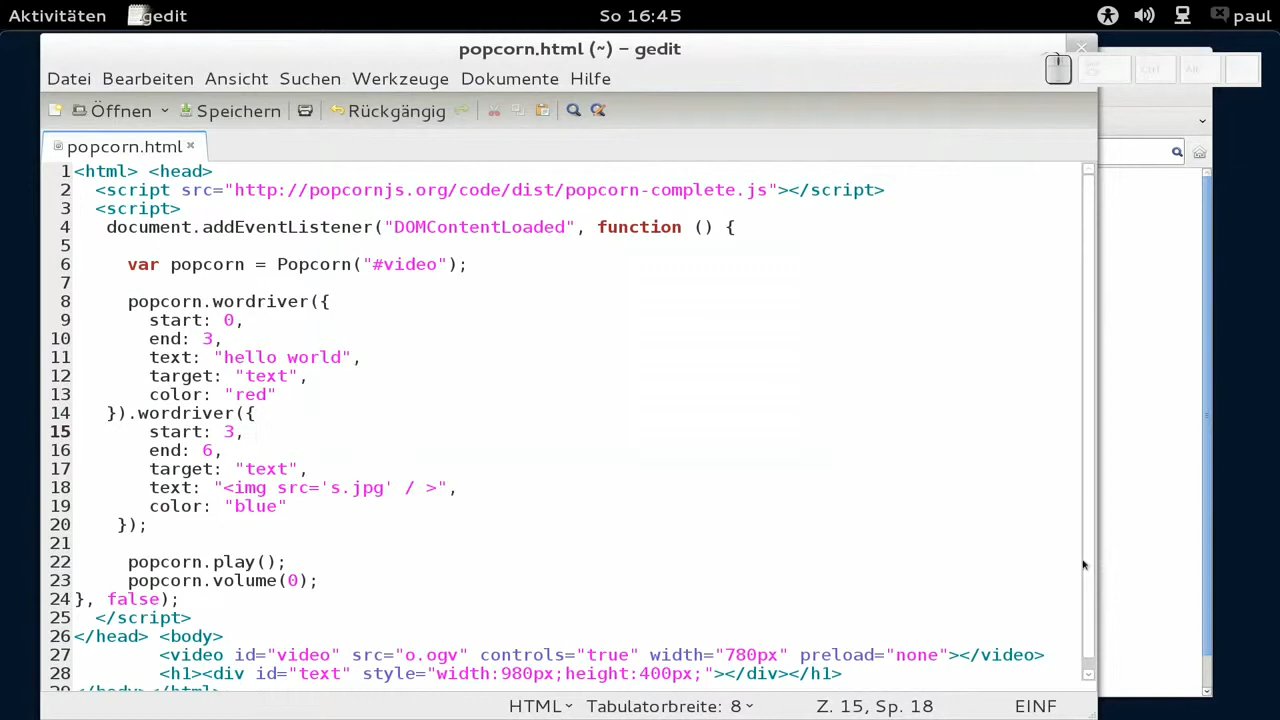 Aktivitäten gedit So 16:45 paul
popcorn.html (~) – gedit
Datei Bearbeiten Ansicht Suchen Werkzeuge Dokumente Hilfe
Öffnen Speichern Rückgängig
popcorn.html
1 <html> <head>
2 <script src="http://popcornjs.org/code/dist/popcorn-complete.js"></script>
3 <script>
4 document.addEventListener("DOMContentLoaded", function () {
5
6 var popcorn = Popcorn("#video");
7
8 popcorn.wordriver({
9 start: 0,
10 end: 3,
11 text: "hello world",
12 target: "text",
13 color: "red"
14 }).wordriver({
15 start: 3,
16 end: 6,
17 target: "text",
18 text: "<img src='s.jpg' / >",
19 color: "blue"
20 });
21
22 popcorn.play();
23 popcorn.volume(0);
24 }, false);
25 </script>
26 </head> <body>
27 <video id="video" src="o.ogv" controls="true" width="780px" preload="none"></video>
28 <h1><div id="text" style="width:980px;height:400px;"></div></h1>
29 </body></html>
HTML Tabulatorbreite: 8 Z. 15, Sp. 18 EINF